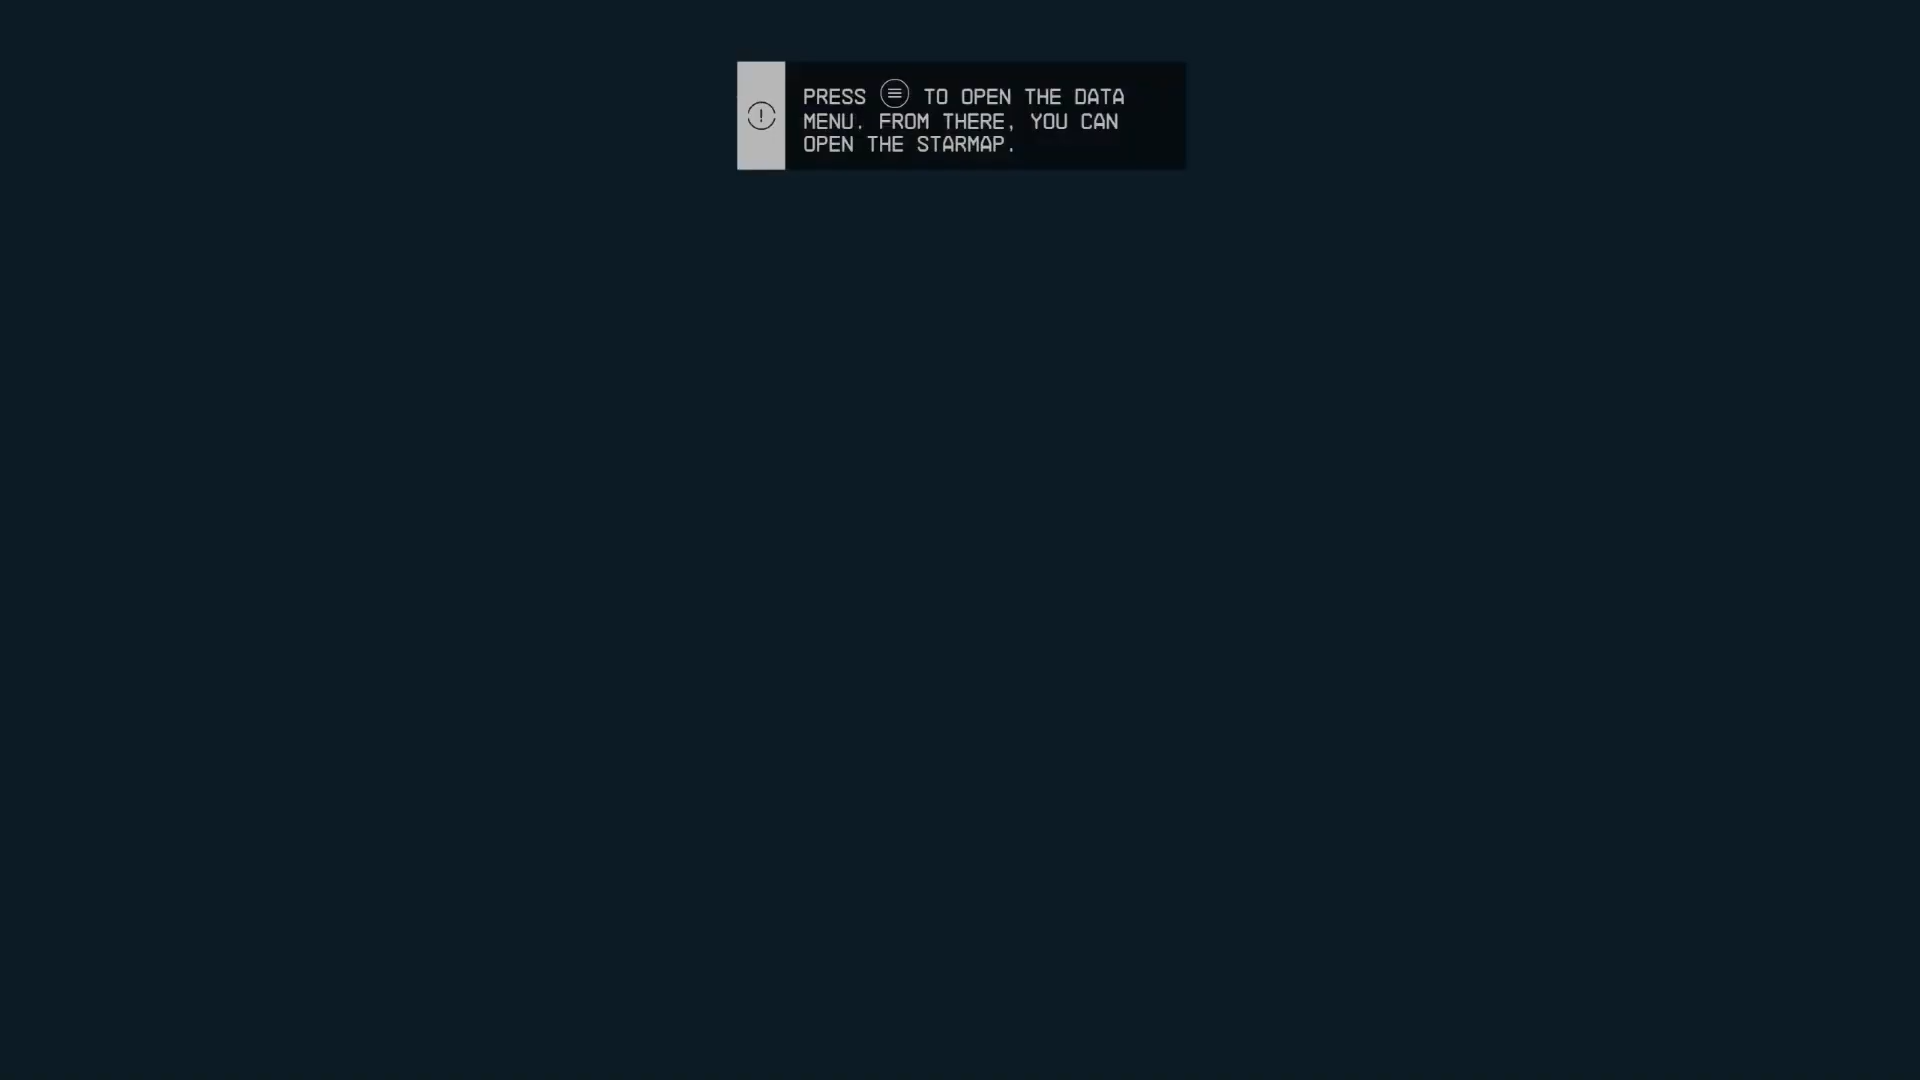 PRESS TO OPEN THE DATA
MENU. FROM THERE, YOU CAN
OPEN THE STARMAP.